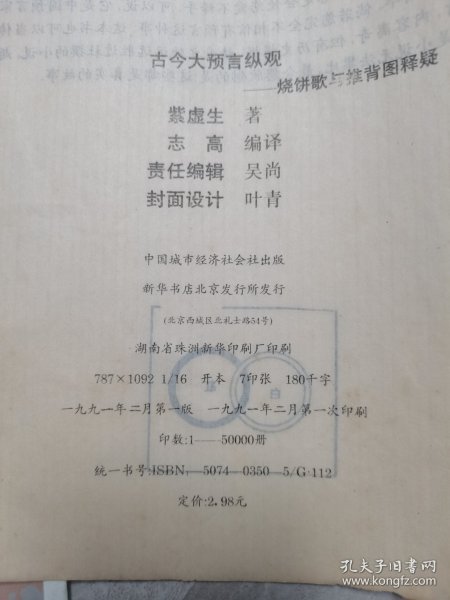 古今大预言纵观
——烧饼歌与推背图释疑
紫虚生 著
志高 编译
责任编辑 吴尚
封面设计 叶青
中国城市经济社会社出版
新华书店北京发行所发行
(北京西城区北礼士路54号)
湖南省珠洲新华印刷厂印刷
787×1092 1/16 开本 7印张 180千字
一九九一年二月第一版 一九九一年二月第一次印刷
印数:1——50000册
统一书号:ISBN, 5074 0350 5/G·112
定价:2.98元
孔夫子旧书网
www.kongfz.com